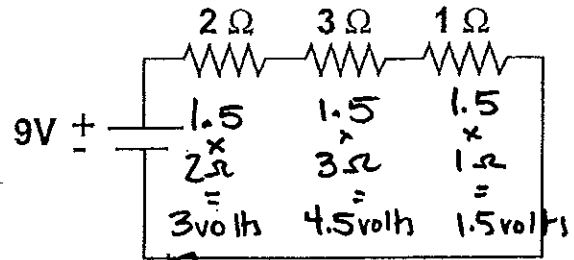 2 Ω 3 Ω 1 Ω
9V + -
1.5 1.5 1.5
× × ×
2Ω 3Ω 1Ω
= = =
3volts 4.5volts 1.5volts